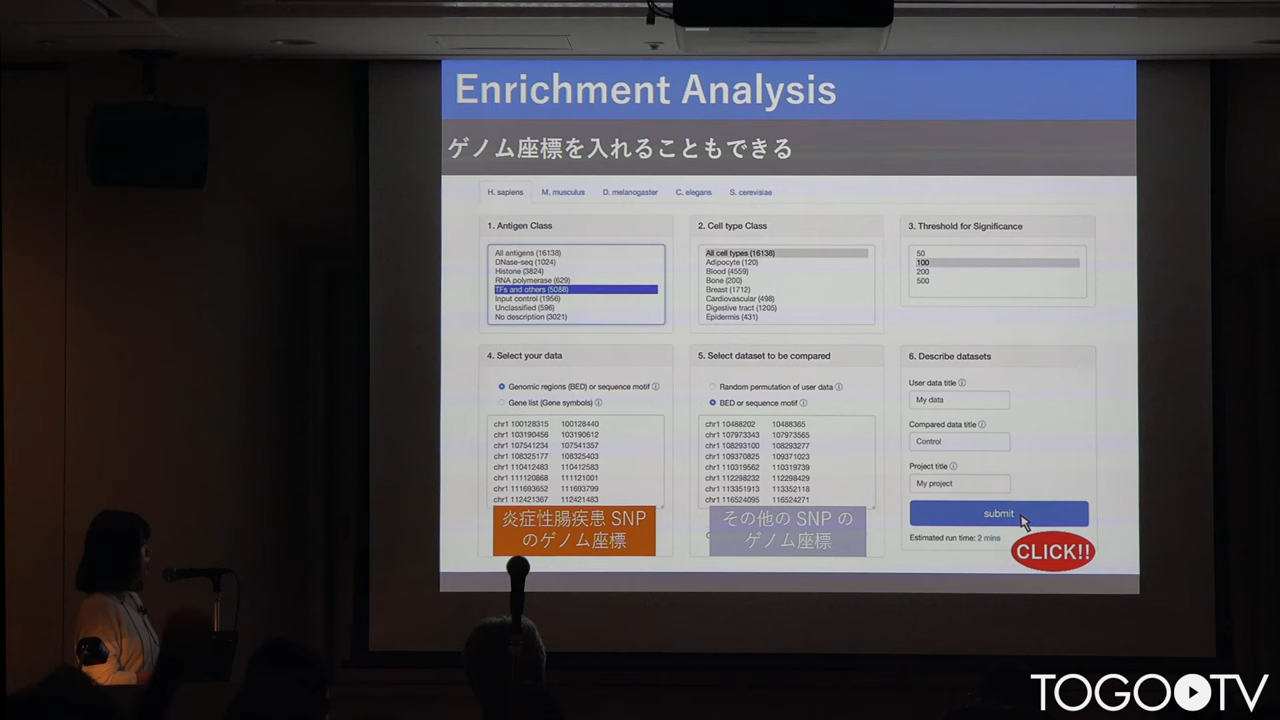 Enrichment Analysis
ゲノム座標を入れることもできる
H. sapiens M. musculus D. melanogaster C. elegans S. cerevisiae
1. Antigen Class
All antigens (16138)
DNase-seq (1024)
Histone (3824)
RNA polymerase (629)
TFs and others (5088)
Input control (1956)
Unclassified (596)
No description (3021)
2. Cell type Class
All cell types (16138)
Adipocyte (120)
Blood (4559)
Bone (200)
Breast (1712)
Cardiovascular (498)
Digestive tract (1205)
Epidermis (431)
3. Threshold for Significance
50
100
200
500
4. Select your data
Genomic regions (BED) or sequence motif
Gene list (Gene symbols)
chr1 100128315 100128440
chr1 103190456 103190612
chr1 107541234 107541357
chr1 108325177 108325403
chr1 110412483 110412583
chr1 111120868 111121001
chr1 111693652 111693799
chr1 112421367 112421483
炎症性腸疾患 SNP
のゲノム座標
5. Select dataset to be compared
Random permutation of user data
BED or sequence motif
chr1 10488202 10488365
chr1 107973343 107973565
chr1 108293100 108293277
chr1 109370825 109371023
chr1 110319562 110319739
chr1 112298232 112298429
chr1 113351913 113352118
chr1 116524095 116524271
その他の SNP の
ゲノム座標
6. Describe datasets
User data title
My data
Compared data title
Control
Project title
My project
submit
Estimated run time: 2 mins
CLICK!!
TOGO TV